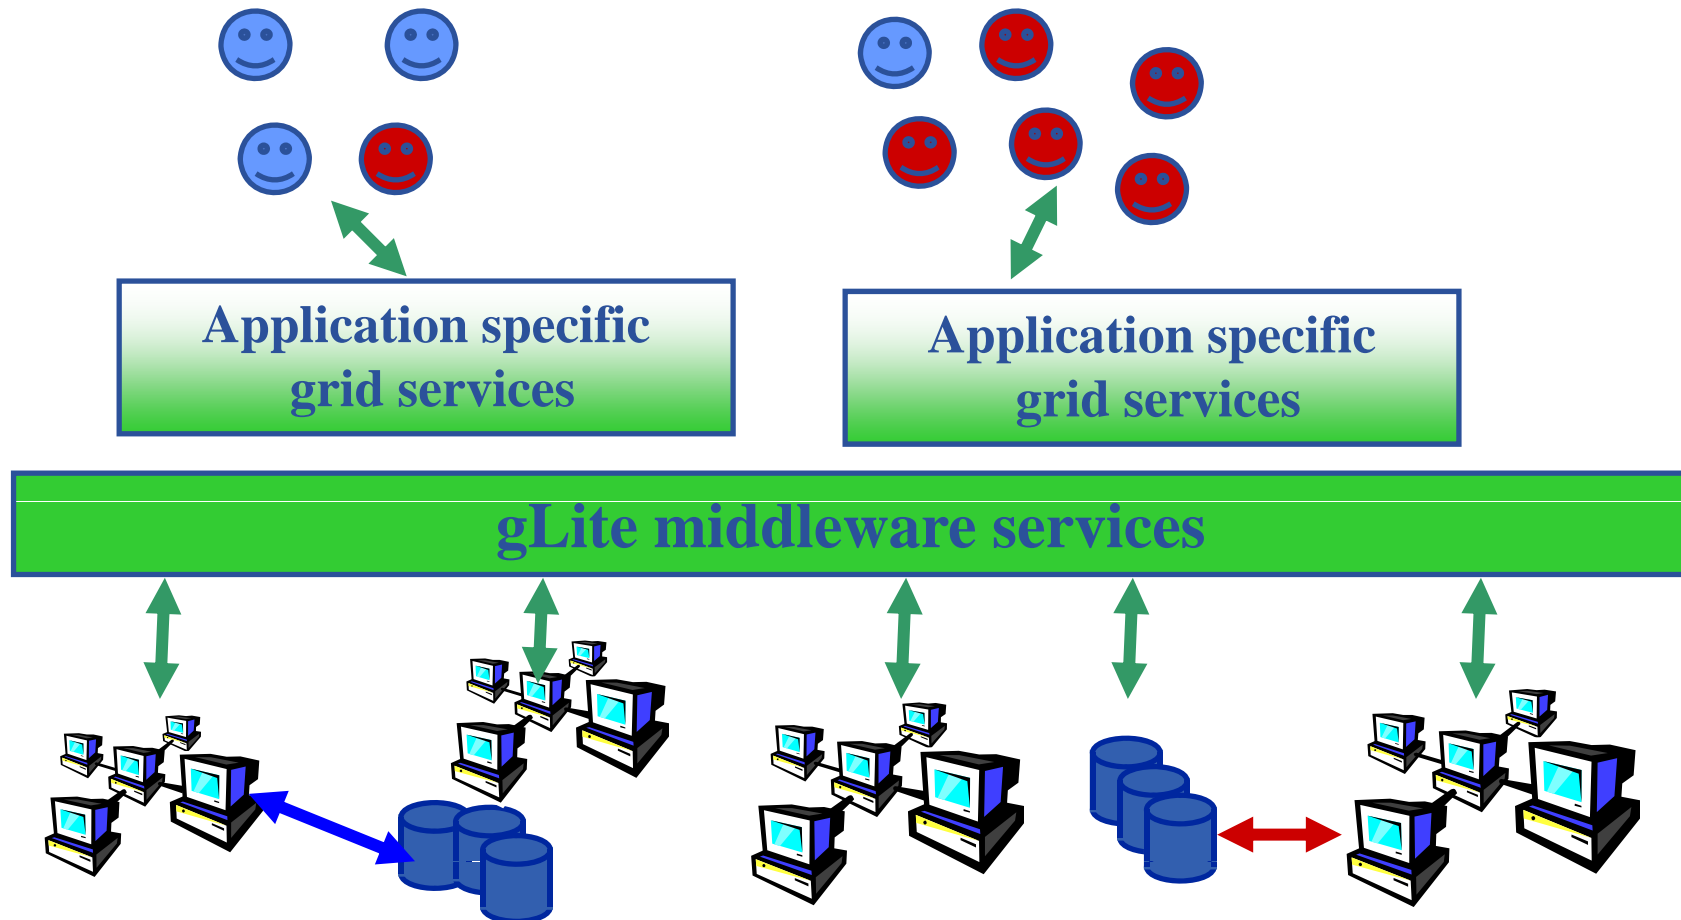 Application specific
grid services
Application specific
grid services
gLite middleware services